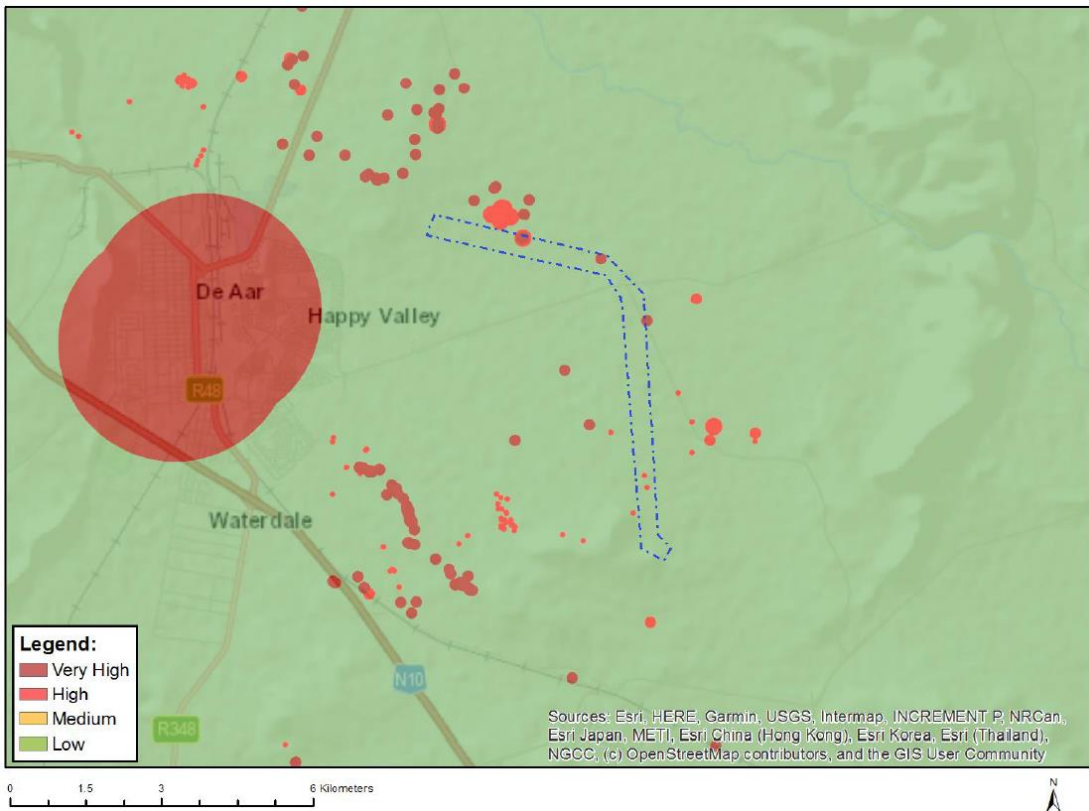 De Aar
Happy Valley
R48
Waterdale
Legend:
Very High
High
Medium
Low
N10
R348
Sources: Esri, HERE, Garmin, USGS, Intermap, INCREMENT P, NRCan,
Esri Japan, METI, Esri China (Hong Kong), Esri Korea, Esri (Thailand),
NGCC, (c) OpenStreetMap contributors, and the GIS User Community
0 1.5 3 6 Kilometers
N